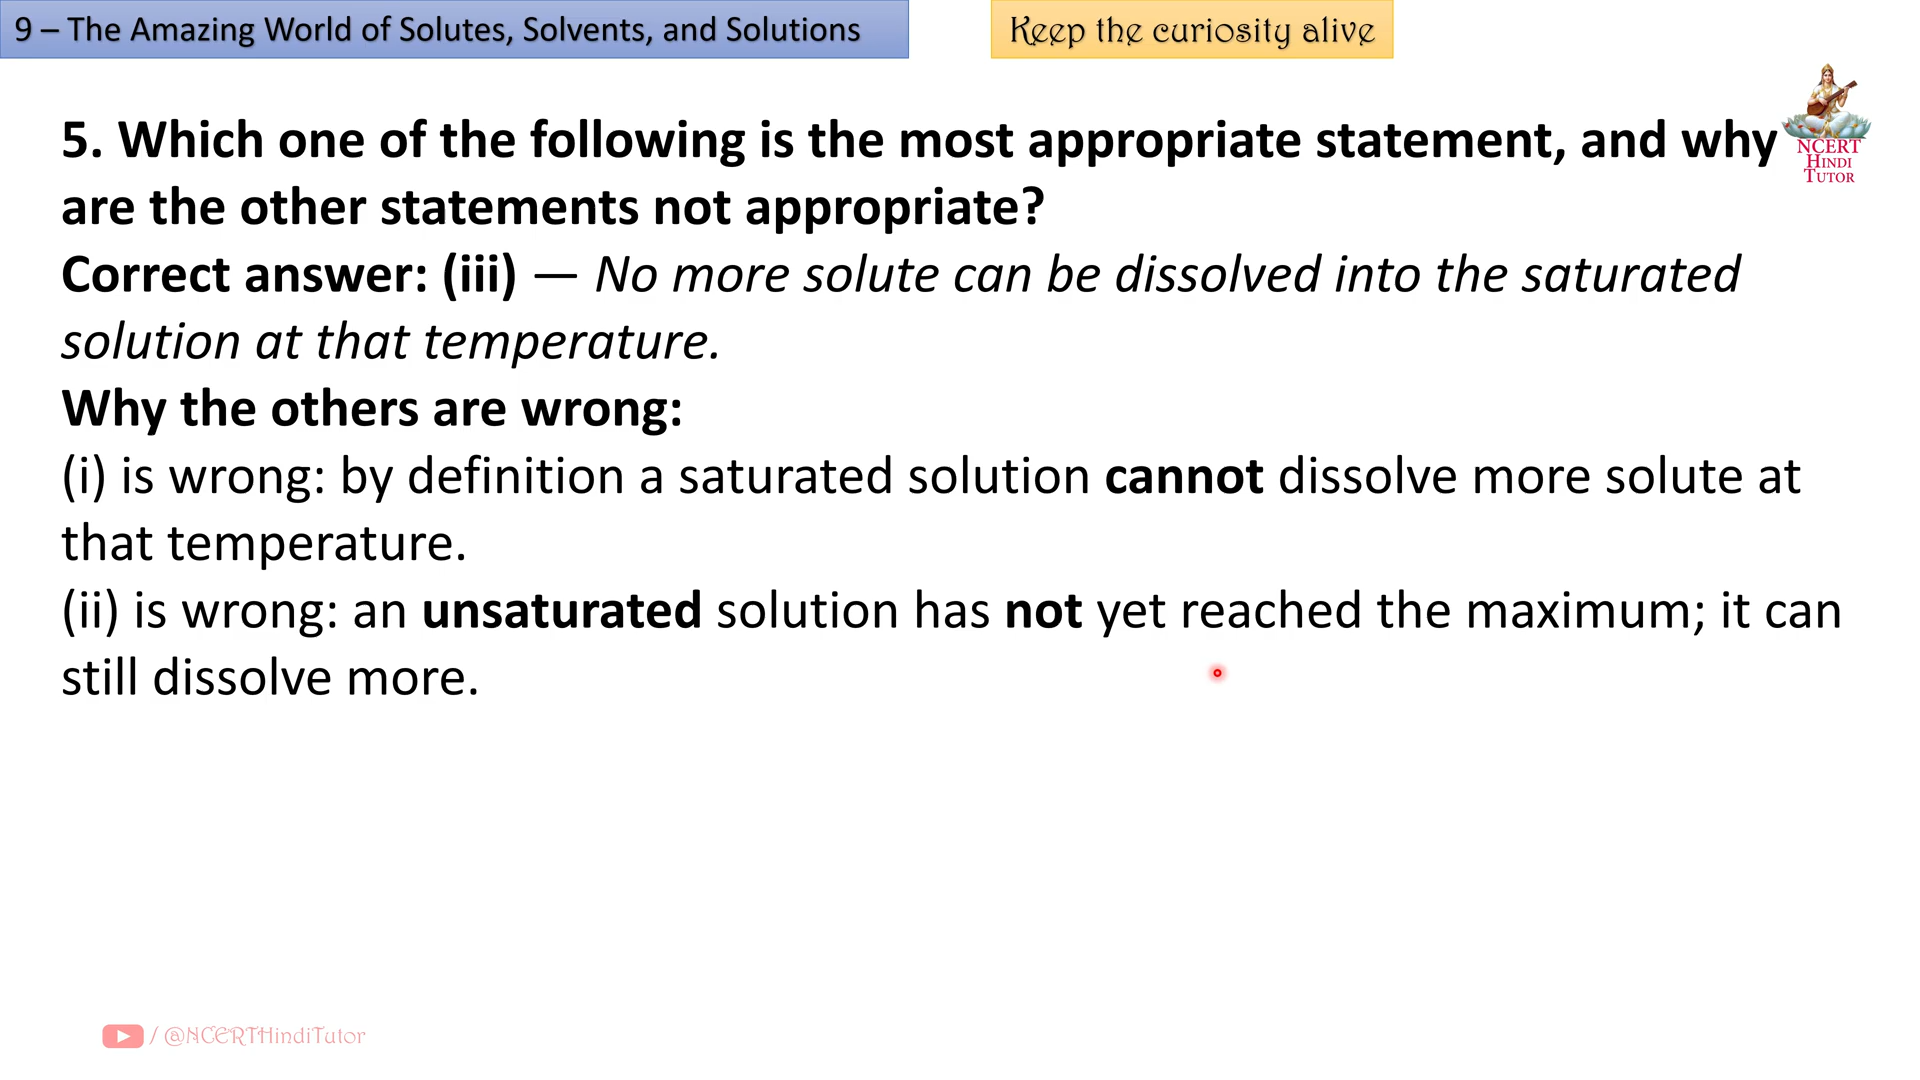 9 – The Amazing World of Solutes, Solvents, and Solutions
Keep the curiosity alive
5. Which one of the following is the most appropriate statement, and why
are the other statements not appropriate?
NCERT
HINDI
TUTOR
Correct answer: (iii) — No more solute can be dissolved into the saturated
solution at that temperature.
Why the others are wrong:
(i) is wrong: by definition a saturated solution cannot dissolve more solute at
that temperature.
(ii) is wrong: an unsaturated solution has not yet reached the maximum; it can
still dissolve more.
/ @NCERTHindiTutor